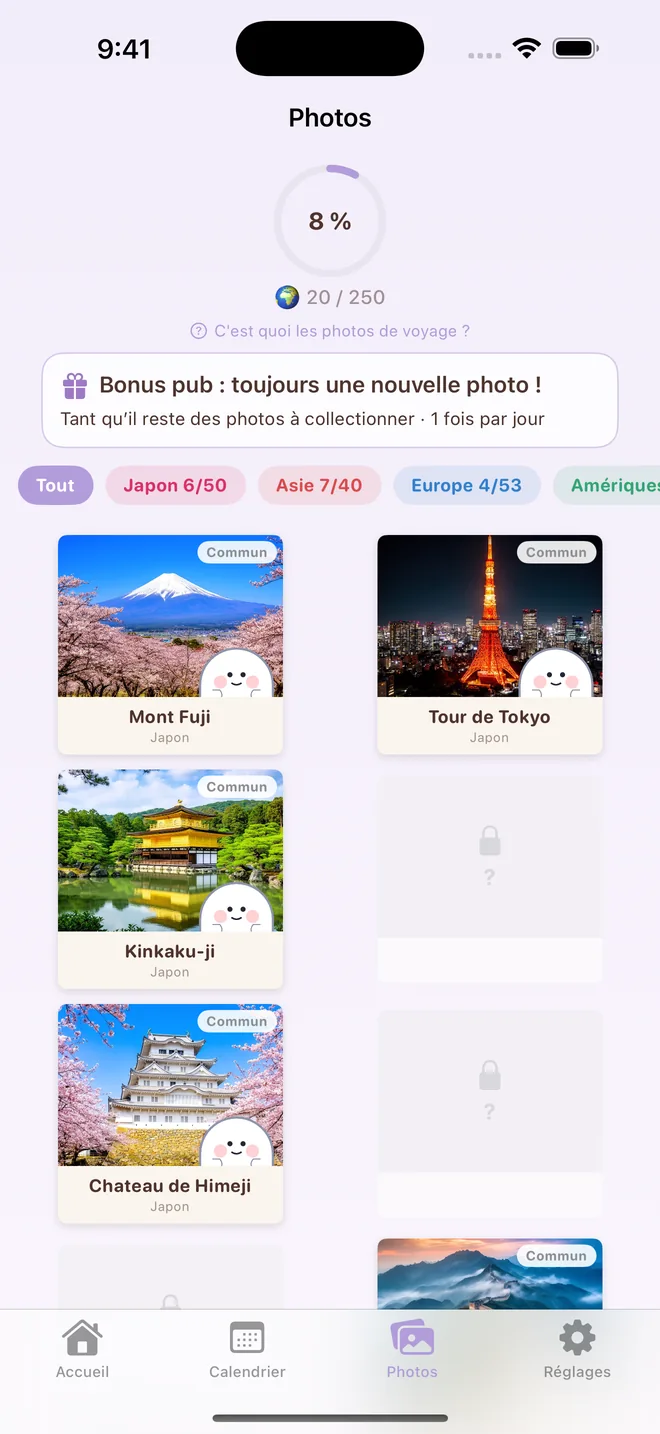 9:41
Photos
8 %
20 / 250
? C'est quoi les photos de voyage ?
Bonus pub : toujours une nouvelle photo !
Tant qu’il reste des photos à collectionner · 1 fois par jour
Tout
Japon 6/50
Asie 7/40
Europe 4/53
Amériques
Commun
Commun
Mont Fuji
Japon
Tour de Tokyo
Japon
Commun
Kinkaku-ji
Japon
?
Commun
Chateau de Himeji
Japon
?
Commun
Accueil
Calendrier
Photos
Réglages